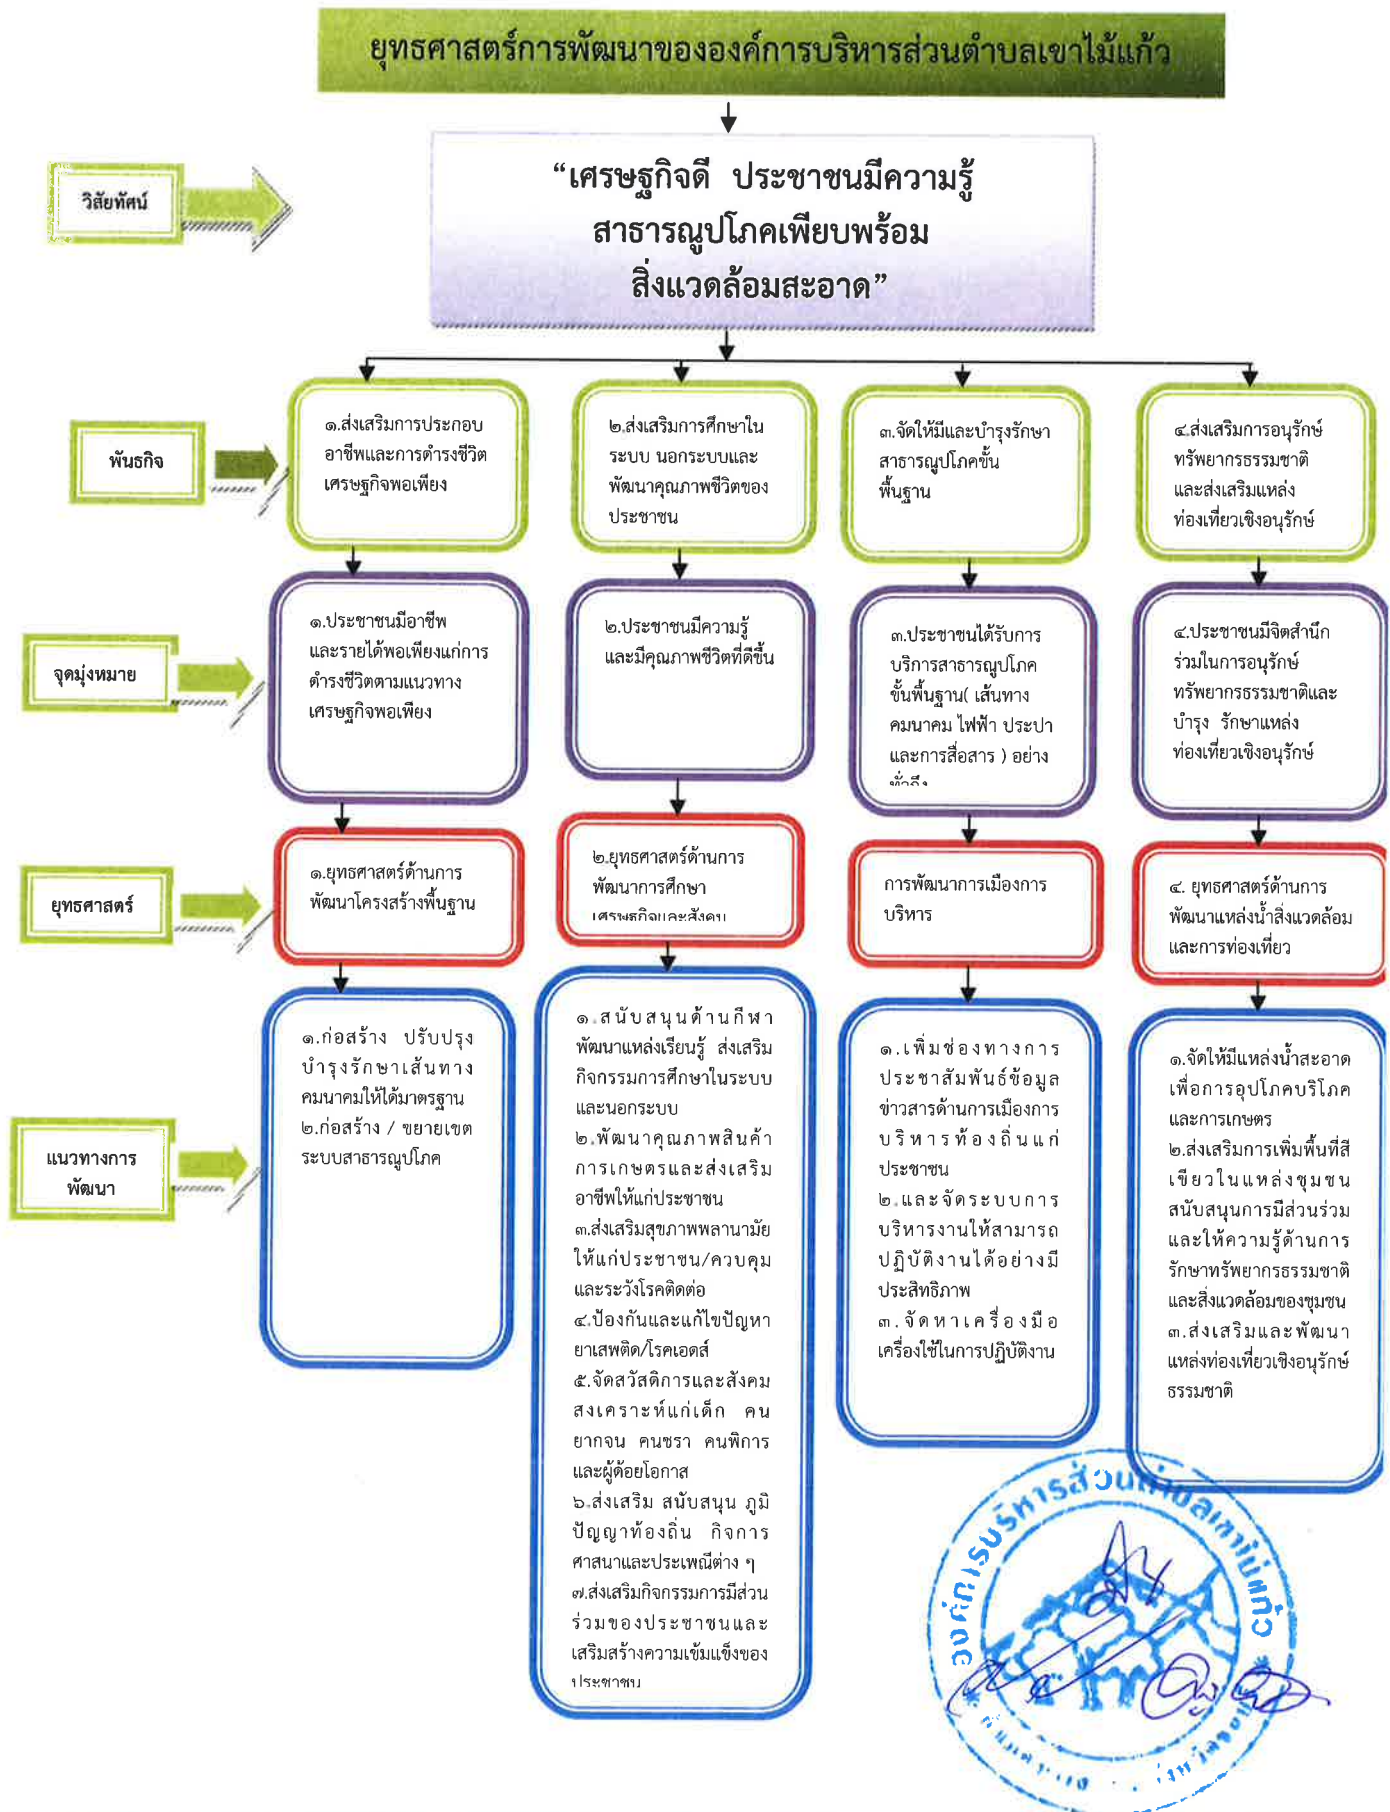 ยุทธศาสตร์การพัฒนาขององค์การบริหารส่วนตำบลเขาไม้แก้ว
วิสัยทัศน์
“เศรษฐกิจดี ประชาชนมีความรู้
สาธารณูปโภคเพียบพร้อม
สิ่งแวดล้อมสะอาด”
พันธกิจ
๑.ส่งเสริมการประกอบ
อาชีพและการดำรงชีวิต
เศรษฐกิจพอเพียง
๒.ส่งเสริมการศึกษาใน
ระบบ นอกระบบและ
พัฒนาคุณภาพชีวิตของ
ประชาชน
๓.จัดให้มีและบำรุงรักษา
สาธารณูปโภคขั้น
พื้นฐาน
๔.ส่งเสริมการอนุรักษ์
ทรัพยากรธรรมชาติ
และส่งเสริมแหล่ง
ท่องเที่ยวเชิงอนุรักษ์
จุดมุ่งหมาย
๑.ประชาชนมีอาชีพ
และรายได้พอเพียงแก่การ
ดำรงชีวิตตามแนวทาง
เศรษฐกิจพอเพียง
๒.ประชาชนมีความรู้
และมีคุณภาพชีวิตที่ดีขึ้น
๓.ประชาชนได้รับการ
บริการสาธารณูปโภค
ขั้นพื้นฐาน( เส้นทาง
คมนาคม ไฟฟ้า ประปา
และการสื่อสาร ) อย่าง
ทั่วถึง
๔.ประชาชนมีจิตสำนึก
ร่วมในการอนุรักษ์
ทรัพยากรธรรมชาติและ
บำรุง รักษาแหล่ง
ท่องเที่ยวเชิงอนุรักษ์
ยุทธศาสตร์
๑.ยุทธศาสตร์ด้านการ
พัฒนาโครงสร้างพื้นฐาน
๒.ยุทธศาสตร์ด้านการ
พัฒนาการศึกษา
เศรษฐกิจและสังคม
การพัฒนาการเมืองการ
บริหาร
๔. ยุทธศาสตร์ด้านการ
พัฒนาแหล่งน้ำสิ่งแวดล้อม
และการท่องเที่ยว
แนวทางการ
พัฒนา
๑.ก่อสร้าง ปรับปรุง
บำรุงรักษาเส้นทาง
คมนาคมให้ได้มาตรฐาน
๒.ก่อสร้าง / ขยายเขต
ระบบสาธารณูปโภค
๑.สนับสนุนด้านกีฬา
พัฒนาแหล่งเรียนรู้ ส่งเสริม
กิจกรรมการศึกษาในระบบ
และนอกระบบ
๒.พัฒนาคุณภาพสินค้า
การเกษตรและส่งเสริม
อาชีพให้แก่ประชาชน
๓.ส่งเสริมสุขภาพพลานามัย
ให้แก่ประชาชน/ควบคุม
และระวังโรคติดต่อ
๔.ป้องกันและแก้ไขปัญหา
ยาเสพติด/โรคเอดส์
๕.จัดสวัสดิการและสังคม
สงเคราะห์แก่เด็ก คน
ยากจน คนชรา คนพิการ
และผู้ด้อยโอกาส
๖.ส่งเสริม สนับสนุน ภูมิ
ปัญญาท้องถิ่น กิจการ
ศาสนาและประเพณีต่าง ๆ
๗.ส่งเสริมกิจกรรมการมีส่วน
ร่วมของประชาชนและ
เสริมสร้างความเข้มแข็งของ
ประชาชน
๑.เพิ่มช่องทางการ
ประชาสัมพันธ์ข้อมูล
ข่าวสารด้านการเมืองการ
บริหารท้องถิ่นแก่
ประชาชน
๒.และจัดระบบการ
บริหารงานให้สามารถ
ปฏิบัติงานได้อย่างมี
ประสิทธิภาพ
๓.จัดหาเครื่องมือ
เครื่องใช้ในการปฏิบัติงาน
๑.จัดให้มีแหล่งน้ำสะอาด
เพื่อการอุปโภคบริโภค
และการเกษตร
๒.ส่งเสริมการเพิ่มพื้นที่สี
เขียวในแหล่งชุมชน
สนับสนุนการมีส่วนร่วม
และให้ความรู้ด้านการ
รักษาทรัพยากรธรรมชาติ
และสิ่งแวดล้อมของชุมชน
๓.ส่งเสริมและพัฒนา
แหล่งท่องเที่ยวเชิงอนุรักษ์
ธรรมชาติ
องค์การบริหารส่วนตำบลเขาไม้แก้ว